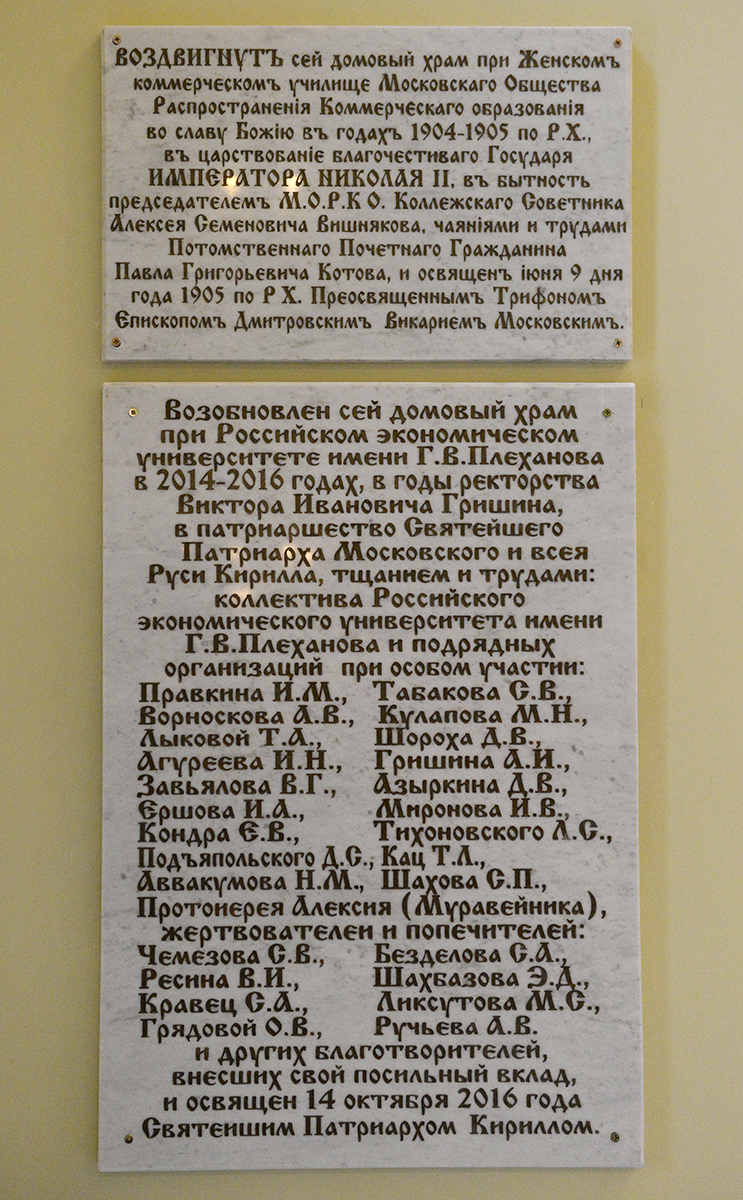 ВОЗДВИГНУТЪ сей домовый храм при Женскомъ
коммерческомъ училище Московскаго Общества
Распространенія Коммерческаго образованія
во славу Божію въ годахъ 1904-1905 по Р.Х.,
въ царствованіе благочестиваго Государя
ИМПЕРАТОРА НИКОЛАЯ II, въ бытность
председателемъ М.О.Р.К О. Коллежскаго Советника
Алексея Семеновича Вишнякова, чаяніями и трудами
Потомственнаго Почетнаго Гражданина
Павла Григорьевича Котова, и освященъ іюня 9 дня
года 1905 по Р Х. Преосвященнымъ Трифономъ
Епископомъ Дмитровскимъ Викариемъ Московскимъ.
Возобновлен сей домовый храм
при Российском экономическом
университете имени Г.В.Плеханова
в 2014-2016 годах, в годы ректорства
Виктора Ивановича Гришина,
в патриаршество Святейшего
Патриарха Московского и всея
Руси Кирилла, тщанием и трудами:
коллектива Российского
экономического университета имени
Г.В.Плеханова и подрядных
организаций при особом участии:
Правкина И.М., Табакова С.В.,
Ворноскова А.В., Кулапова М.Н.,
Лыковой Т.А., Шороха Д.В.,
Агуреева И.Н., Гришина А.И.,
Завьялова В.Г., Азыркина Д.В.,
Ершова И.А., Миронова И.В.,
Кондра Е.В., Тихоновского Л.С.,
Подъяпольского Д.С., Кац Т.Л.,
Аввакумова Н.М., Шахова С.П.,
Протоиерея Алексия (Муравейника),
жертвователеи и попечителей:
Чемезова С.В., Безделова С.А.,
Ресина В.И., Шахбазова Э.Д.,
Кравец С.А., Ликсутова М.С.,
Грядовой О.В., Ручьева А.В.
и других благотворителей,
внесших свой посильный вклад,
и освящен 14 октября 2016 года
Святеишим Патриархом Кириллом.